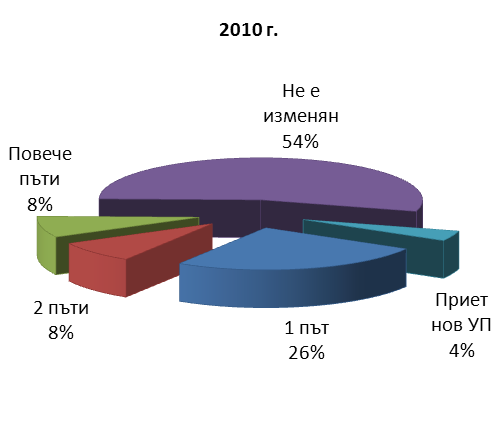 2010 г.
Не е
изменян
54%
Повече
пъти
8%
2 пъти
8%
1 път
26%
Приет
нов УП
4%